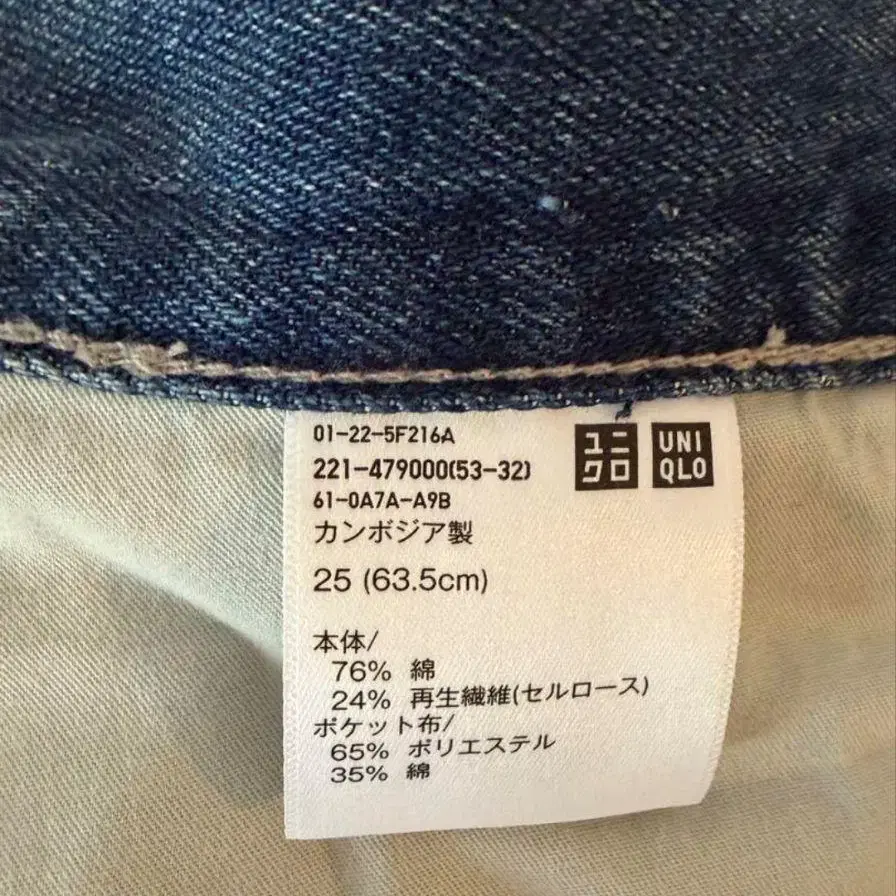 01-22-5F216A
221-479000(53-32)
61-0A7A-A9B
カンボジア製
ユニ
クロ
UNI
QLO
25 (63.5cm)
本体/
76% 綿
24% 再生繊維(セルロース)
ポケット布/
65% ポリエステル
35% 綿